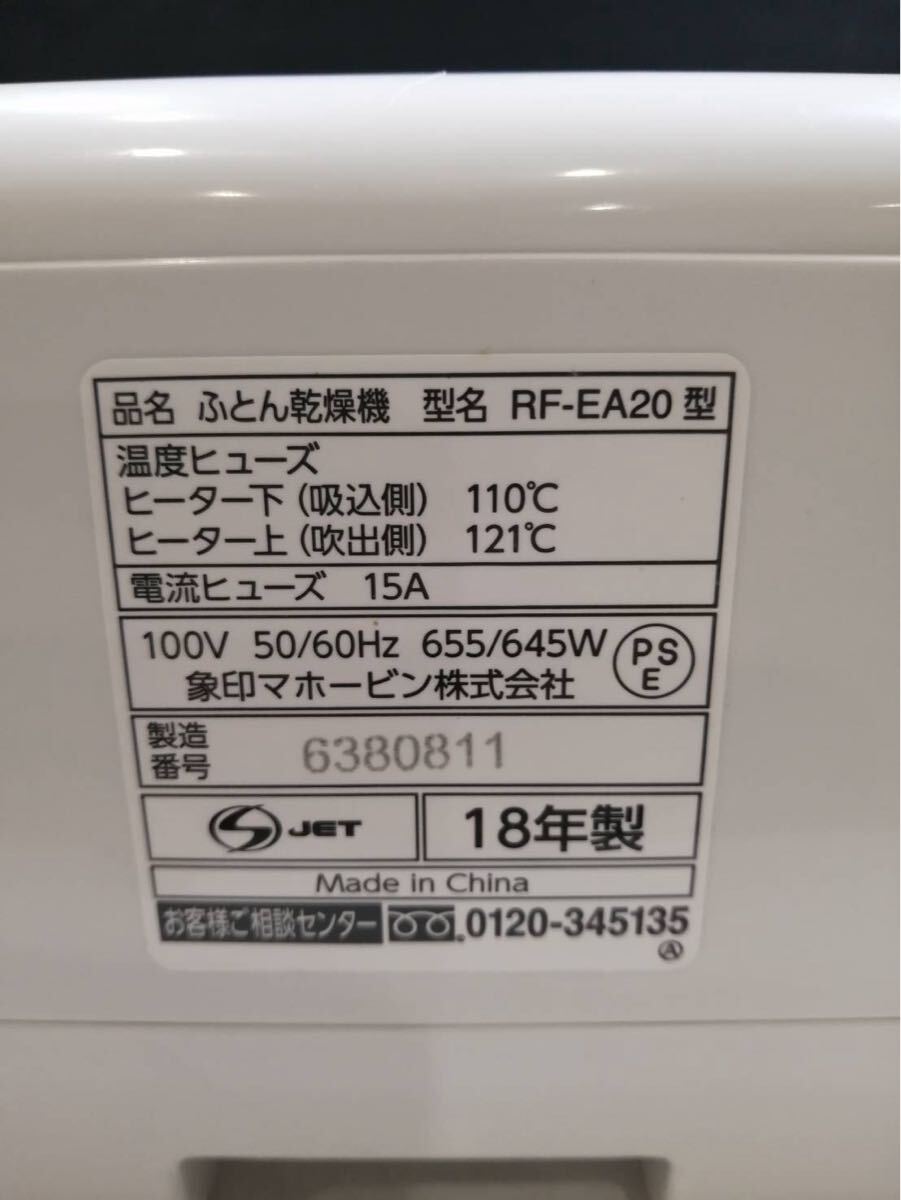 品名 ふとん乾燥機 型名 RF-EA20 型
温度ヒューズ
ヒーター下 (吸込側) 110℃
ヒーター上 (吹出側) 121℃
電流ヒューズ 15A
100V 50/60Hz 655/645W
象印マホービン株式会社
PS
E
製造
番号
6380811
S JET
18年製
Made in China
お客様ご相談センター 0120-345135
A